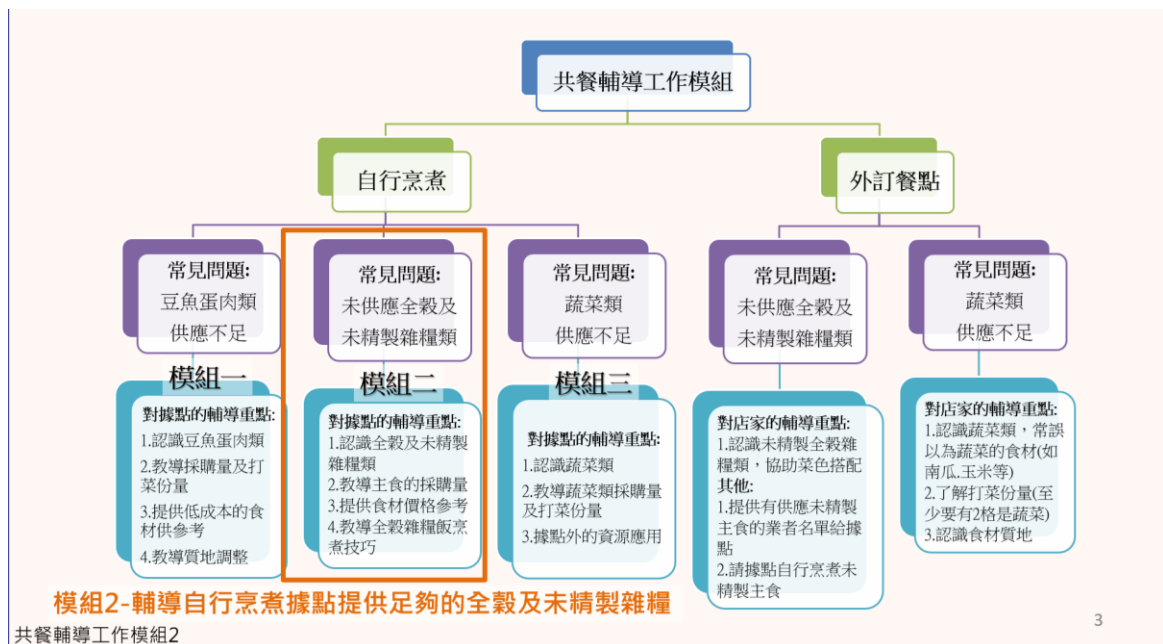 共餐輔導工作模組
自行烹煮
外訂餐點
常見問題:
豆魚蛋肉類
供應不足
常見問題:
未供應全穀及
未精製雜糧類
常見問題:
蔬菜類
供應不足
常見問題:
未供應全穀及
未精製雜糧類
常見問題:
蔬菜類
供應不足
模組一
對據點的輔導重點:
1.認識豆魚蛋肉類
2.教導採購量及打
菜份量
3.提供低成本的食
材供參考
4.教導質地調整
模組二
對據點的輔導重點:
1.認識全穀及未精製
雜糧類
2.教導主食的採購量
3.提供食材價格參考
4.教導全穀雜糧飯烹
煮技巧
模組三
對據點的輔導重點:
1.認識蔬菜類
2.教導蔬菜類採購量
及打菜份量
3.據點外的資源應用
對店家的輔導重點:
1.認識未精製全穀雜
糧類，協助菜色搭配
其他:
1.提供有供應未精製
主食的業者名單給據
點
2.請據點自行烹煮未
精製主食
對店家的輔導重點:
1.認識蔬菜類，常誤
以為蔬菜的食材(如
南瓜.玉米等)
2.了解打菜份量(至
少要有2格是蔬菜)
3.認識食材質地
模組2-輔導自行烹煮據點提供足夠的全穀及未精製雜糧
共餐輔導工作模組2
3